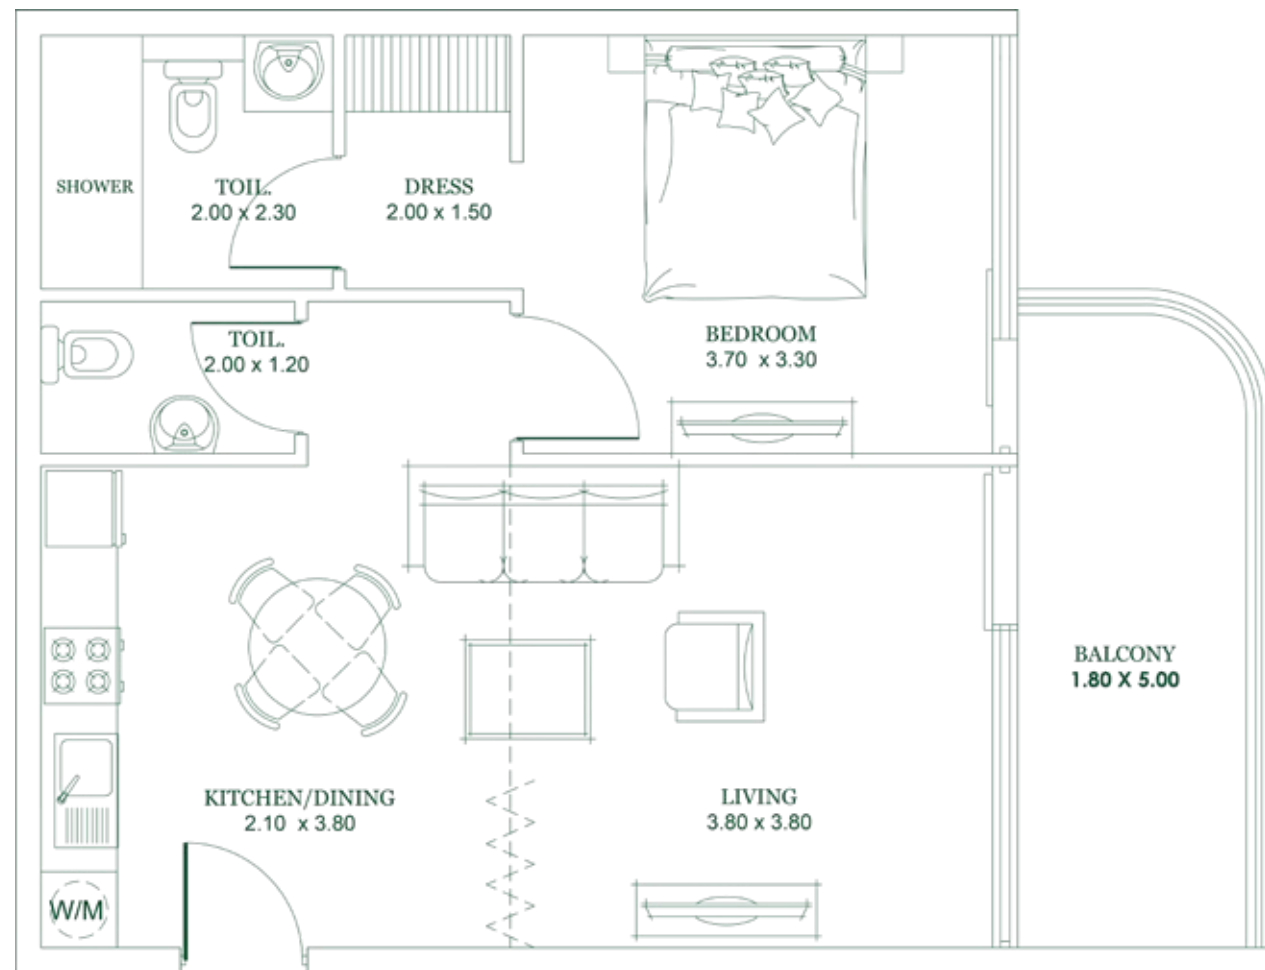 SHOWER
TOIL.
2.00 x 2.30
DRESS
2.00 x 1.50
TOIL.
2.00 x 1.20
BEDROOM
3.70 x 3.30
BALCONY
1.80 X 5.00
KITCHEN/DINING
2.10 x 3.80
LIVING
3.80 x 3.80
W/M